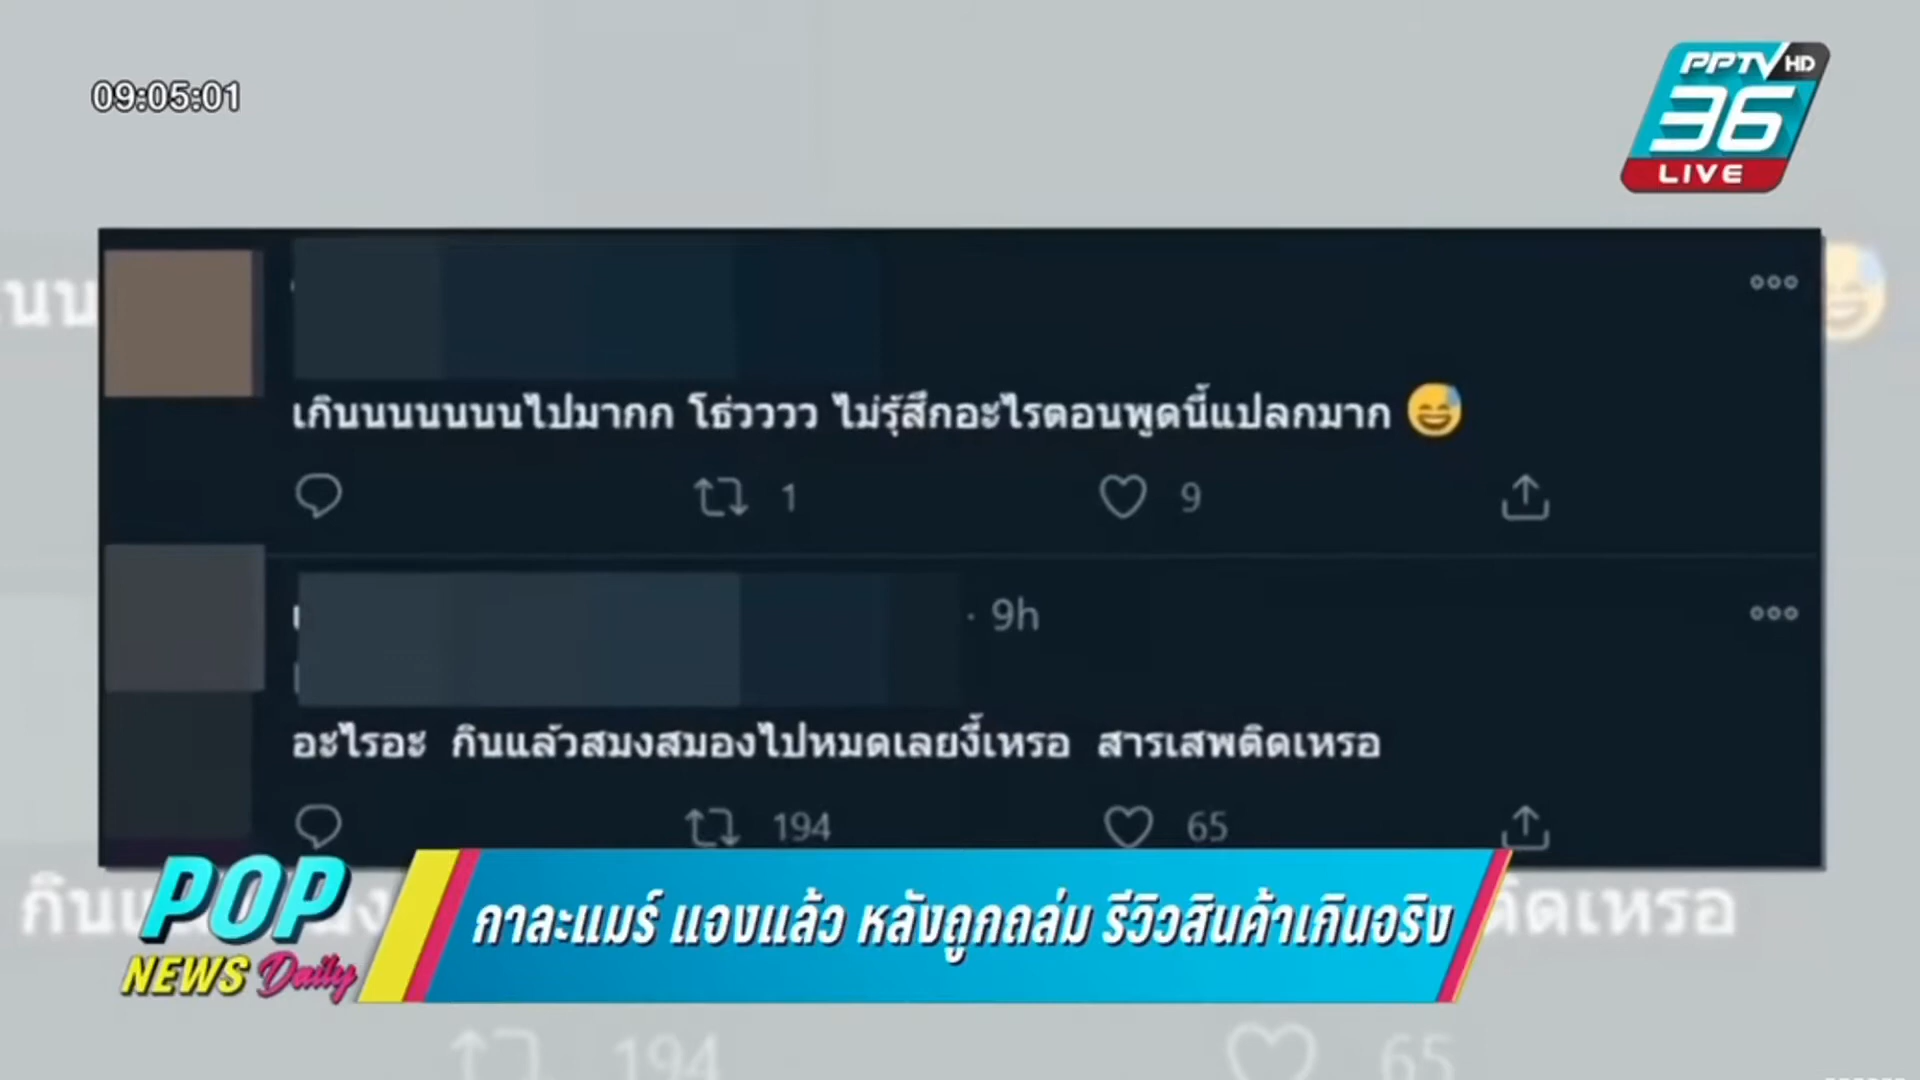 09:05:01
PPTV HD
36
LIVE
เกินนนนนนนไปมากก โธ่วววว ไม่รุ้สึกอะไรตอนพูดนี้แปลกมาก 😅
1
9
· 9h
อะไรอะ กินแล้วสมงสมองไปหมดเลยงี้เหรอ สารเสพติดเหรอ
194
65
POP
NEWS Daily
กาละแมร์ แจงแล้ว หลังถูกถล่ม รีวิวสินค้าเกินจริง
194
65